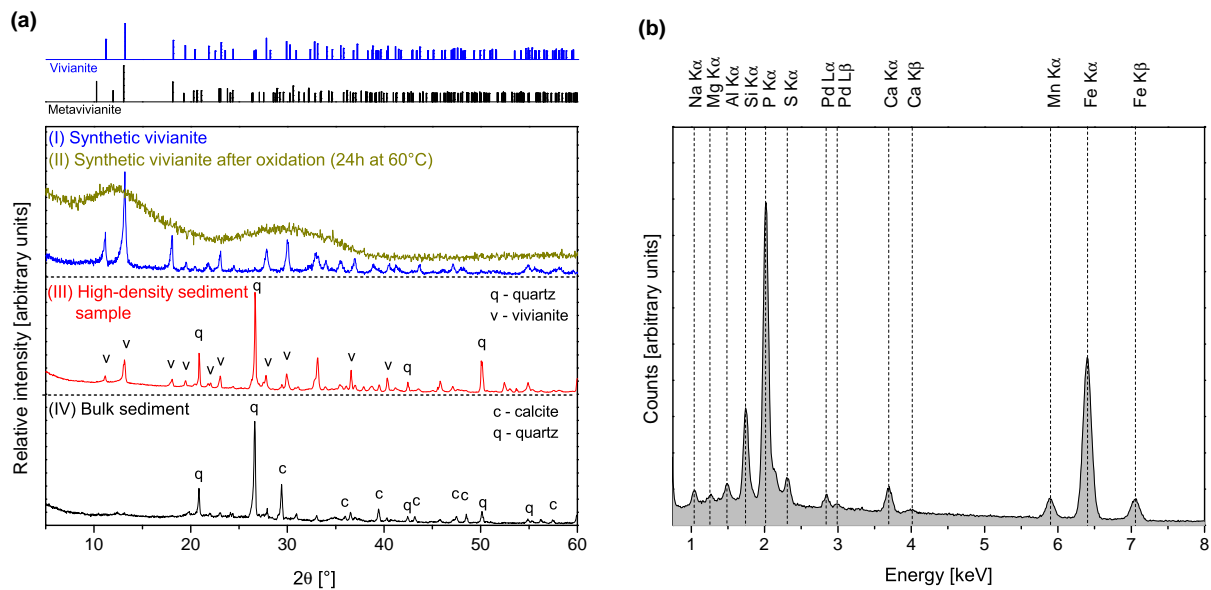 (a)
Vivianite
Metavivianite
(I) Synthetic vivianite
(II) Synthetic vivianite after oxidation (24h at 60°C)
(III) High-density sediment
sample
q - quartz
v - vivianite
q
q
v
v
v
v
v
v
v
v
v
v
q
q
(IV) Bulk sediment
c - calcite
q - quartz
q
q
c
c
c
q
c
c
c
q
q
c
10
20
30
40
50
60
2θ [°]
Relative intensity [arbitrary units]
(b)
Na Kα
Mg Kα
Al Kα
Si Kα
P Kα
S Kα
Pd Lα
Pd Lβ
Ca Kα
Ca Kβ
Mn Kα
Fe Kα
Fe Kβ
Counts [arbitrary units]
1
2
3
4
5
6
7
8
Energy [keV]